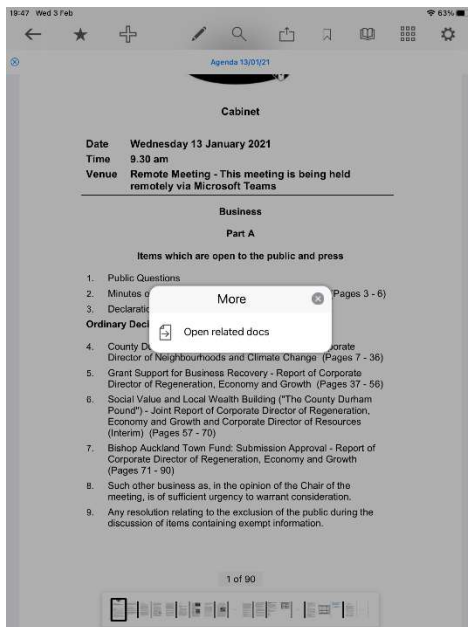 19:47 Wed 3 Feb
63%
Agenda 13/01/21
Cabinet
Date Wednesday 13 January 2021
Time 9.30 am
Venue Remote Meeting - This meeting is being held
remotely via Microsoft Teams
Business
Part A
Items which are open to the public and press
1. Public Questions
2. Minutes o
(Pages 3 - 6)
3. Declaratio
Ordinary Deci
More
Open related docs
4. County Du
Director of Neighbourhoods and Climate Change (Pages 7 - 36)
5. Grant Support for Business Recovery - Report of Corporate
Director of Regeneration, Economy and Growth (Pages 37 - 56)
6. Social Value and Local Wealth Building ("The County Durham
Pound") - Joint Report of Corporate Director of Regeneration,
Economy and Growth and Corporate Director of Resources
(Interim) (Pages 57 - 70)
7. Bishop Auckland Town Fund: Submission Approval - Report of
Corporate Director of Regeneration, Economy and Growth
(Pages 71 - 90)
8. Such other business as, in the opinion of the Chair of the
meeting, is of sufficient urgency to warrant consideration.
9. Any resolution relating to the exclusion of the public during the
discussion of items containing exempt information.
1 of 90